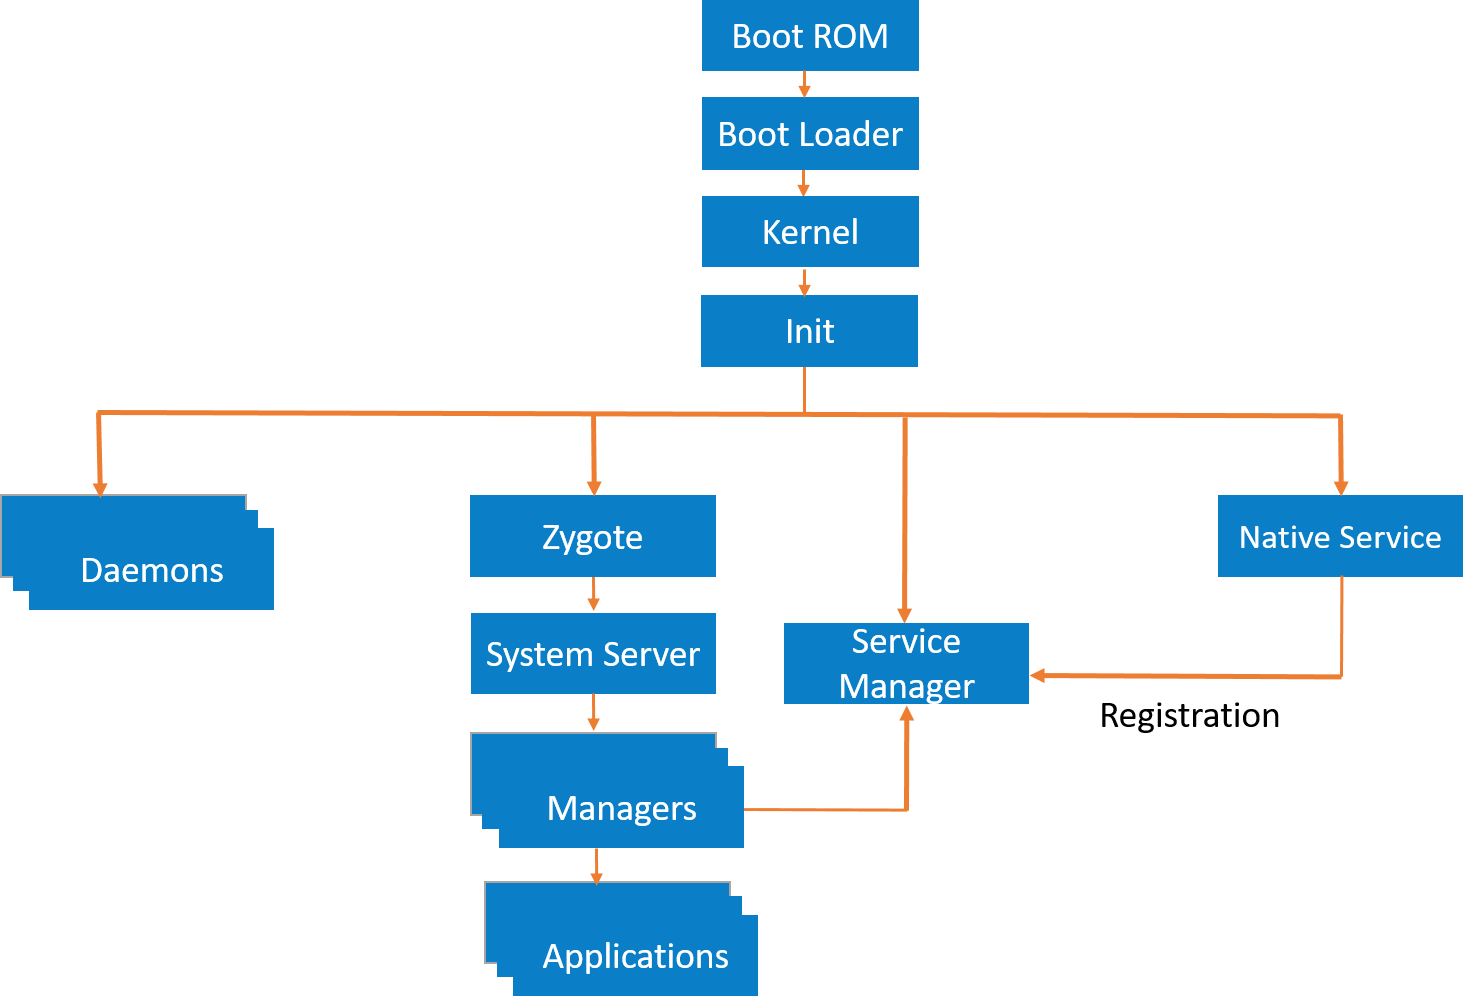 Boot ROM
Boot Loader
Kernel
Init
Daemons
Zygote
System Server
Managers
Applications
Service
Manager
Native Service
Registration